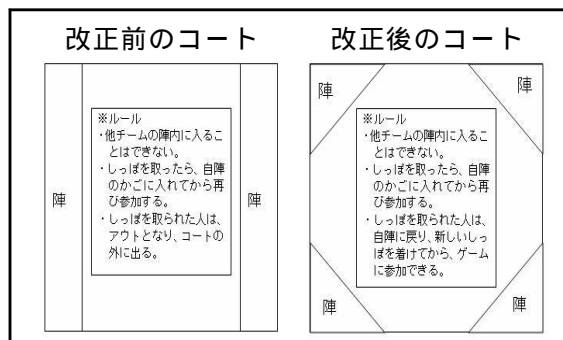 改正前のコート
陣
※ルール
・他チームの陣内に入るこ
とはできない。
・しっぽを取ったら、自陣
のかごに入れてから再
び参加する。
・しっぽを取られた人は、
アウトとなり、コートの
外に出る。
陣
改正後のコート
陣
陣
※ルール
・他チームの陣内に入るこ
とはできない。
・しっぽを取ったら、自陣
のかごに入れてから再
び参加する。
・しっぽを取られた人は、
自陣に戻り、新しいしっ
ぽを着けてから、ゲーム
に参加できる。
陣
陣